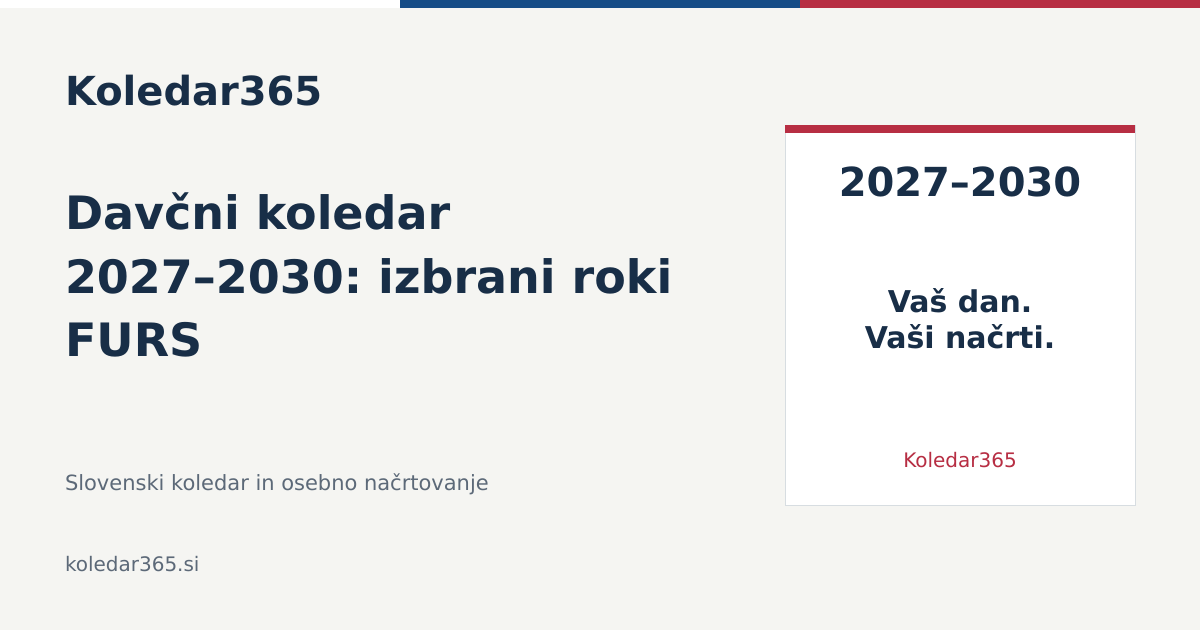 Koledar365
Davčni koledar
2027–2030: izbrani roki
FURS
Slovenski koledar in osebno načrtovanje
koledar365.si
2027–2030
Vaš dan.
Vaši načrti.
Koledar365